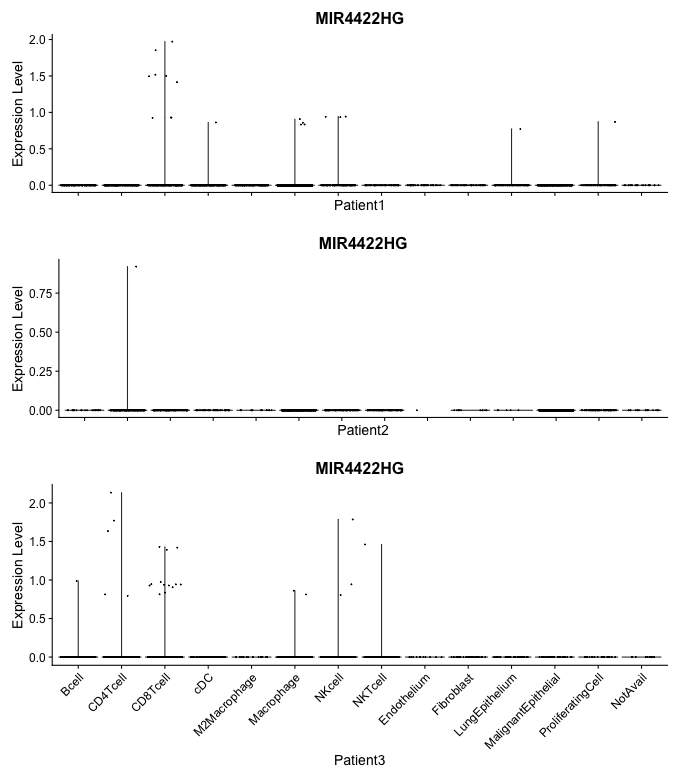 MIR4422HG
Expression Level
2.0
1.5
1.0
0.5
0.0
Patient1
MIR4422HG
Expression Level
0.75
0.50
0.25
0.00
Patient2
MIR4422HG
Expression Level
2.0
1.5
1.0
0.5
0.0
Bcell
CD4Tcell
CD8Tcell
cDC
M2Macrophage
Macrophage
NKcell
NKTcell
Endothelium
Fibroblast
LungEpithelium
MalignantEpithelial
ProliferatingCell
NotAvail
Patient3